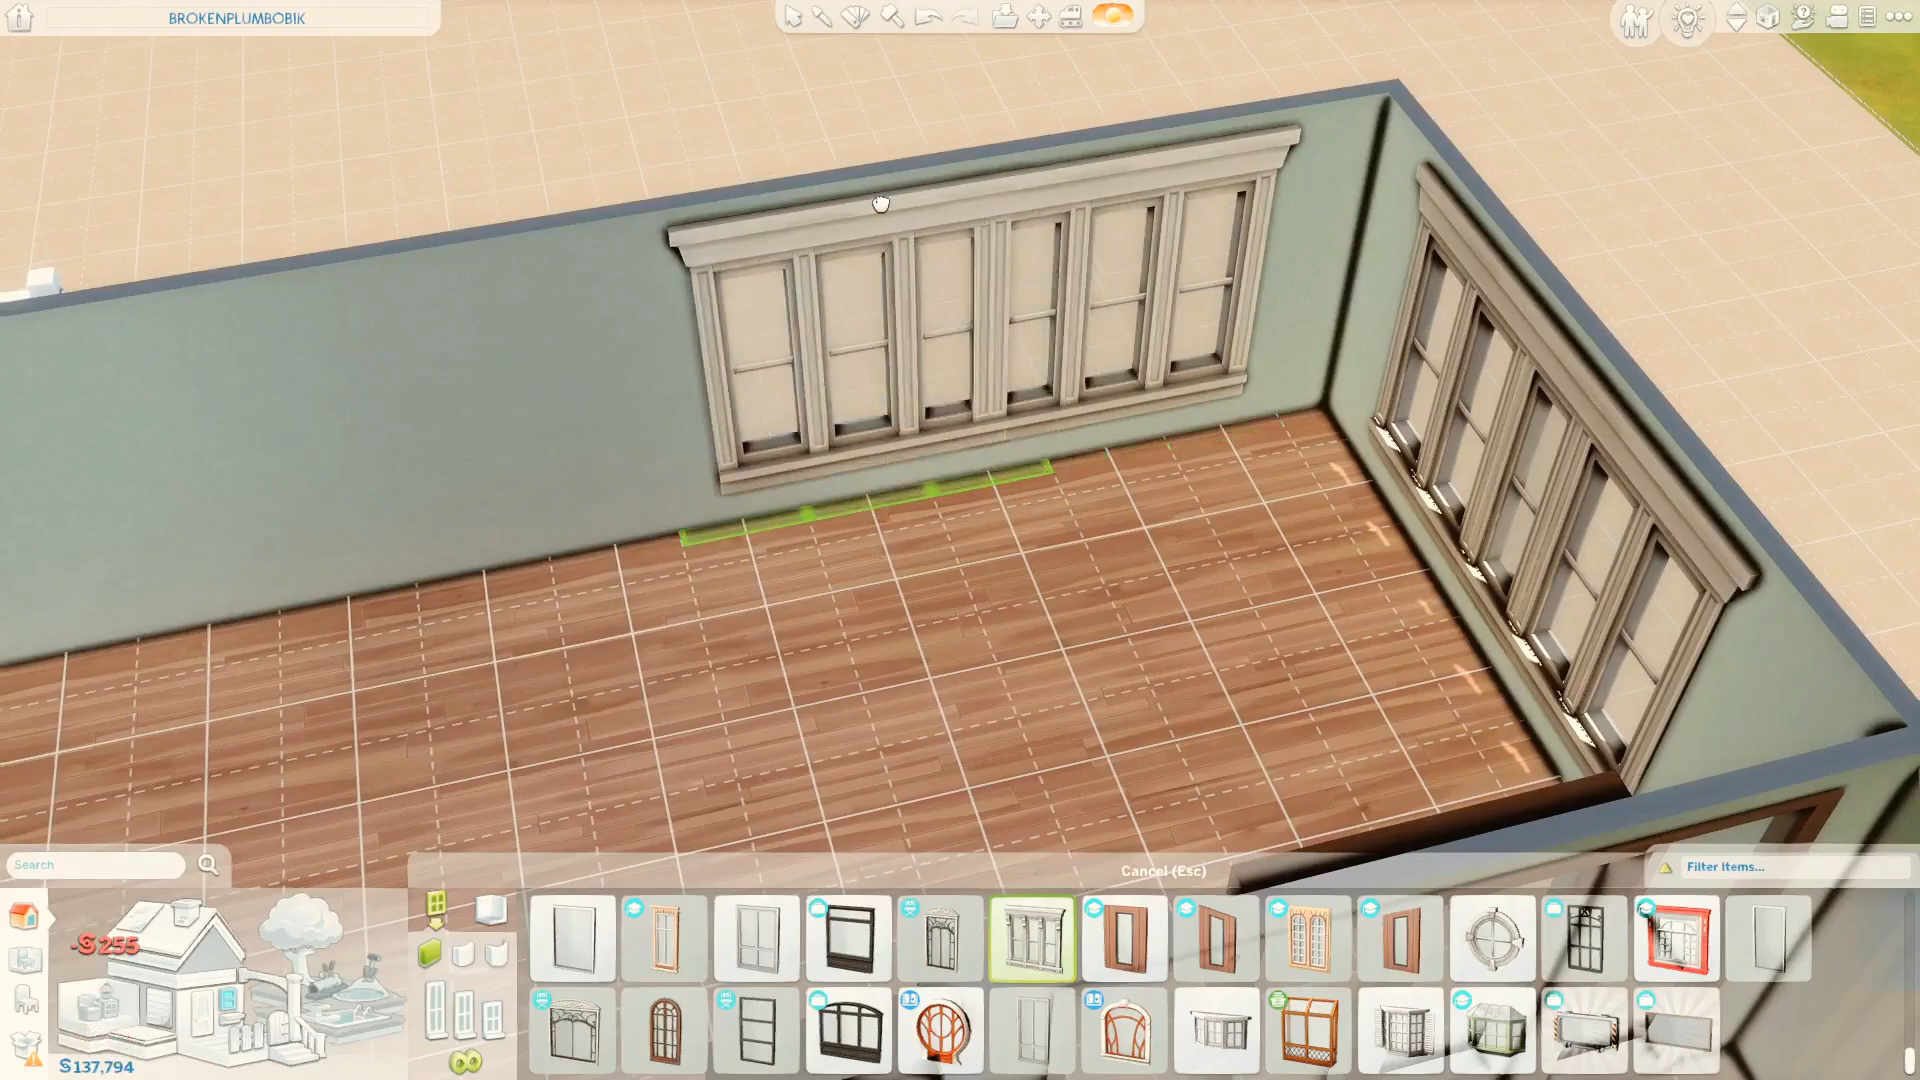 BROKENPLUMBOBIK
Search
Cancel (Esc)
Filter Items...
-§255
§137,794